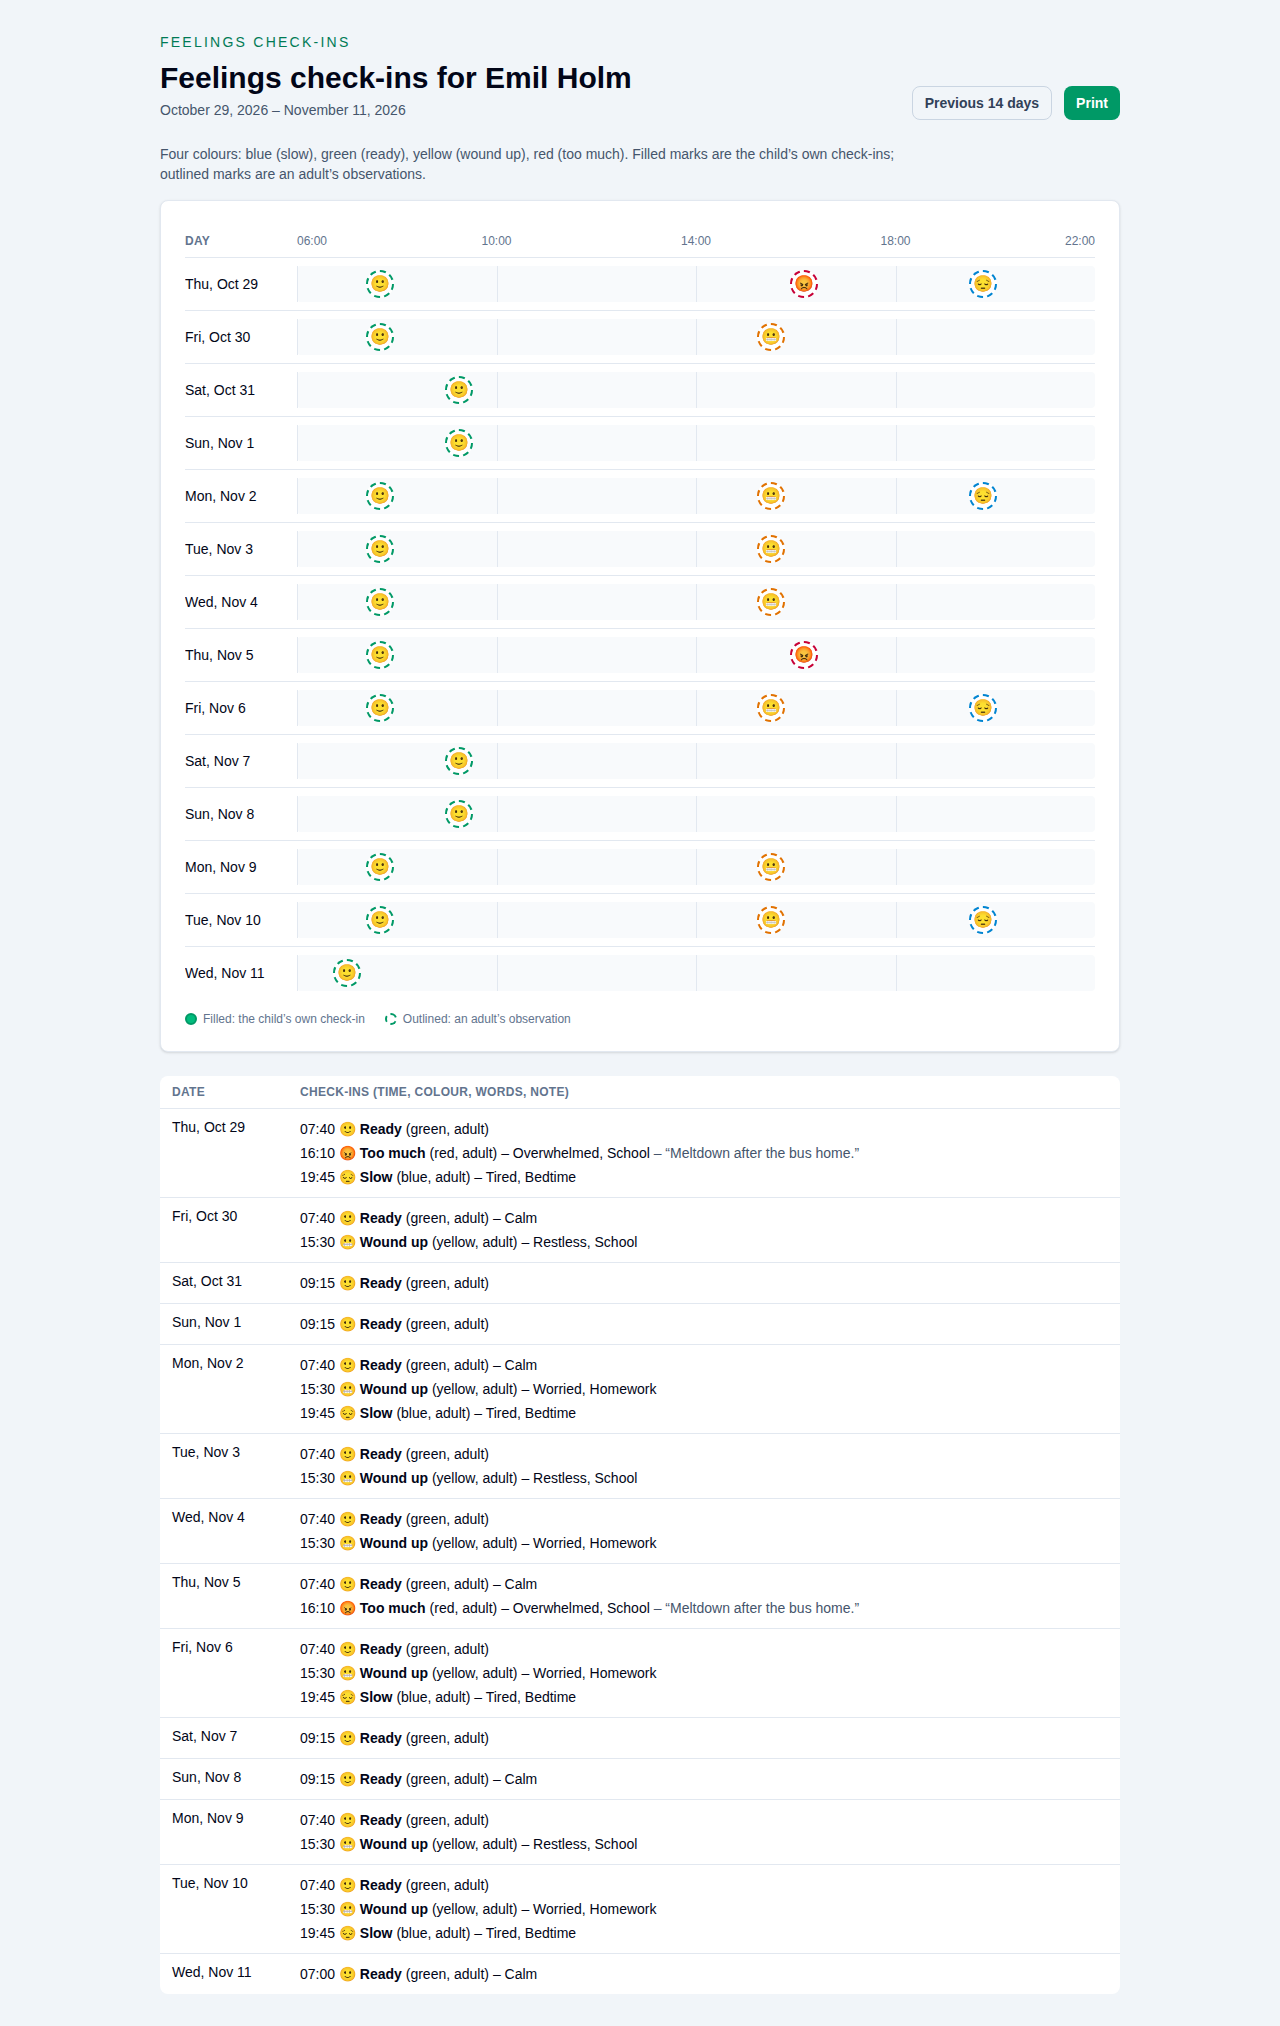 FEELINGS CHECK-INS
Feelings check-ins for Emil Holm
October 29, 2026 – November 11, 2026
Previous 14 days
Print
Four colours: blue (slow), green (ready), yellow (wound up), red (too much). Filled marks are the child’s own check-ins;
outlined marks are an adult’s observations.
DAY 06:00 10:00 14:00 18:00 22:00
Thu, Oct 29
Fri, Oct 30
Sat, Oct 31
Sun, Nov 1
Mon, Nov 2
Tue, Nov 3
Wed, Nov 4
Thu, Nov 5
Fri, Nov 6
Sat, Nov 7
Sun, Nov 8
Mon, Nov 9
Tue, Nov 10
Wed, Nov 11
Filled: the child’s own check-in Outlined: an adult’s observation
DATE CHECK-INS (TIME, COLOUR, WORDS, NOTE)
Thu, Oct 29 07:40 🙂 Ready (green, adult)
16:10 😡 Too much (red, adult) – Overwhelmed, School – “Meltdown after the bus home.”
19:45 😔 Slow (blue, adult) – Tired, Bedtime
Fri, Oct 30 07:40 🙂 Ready (green, adult) – Calm
15:30 😬 Wound up (yellow, adult) – Restless, School
Sat, Oct 31 09:15 🙂 Ready (green, adult)
Sun, Nov 1 09:15 🙂 Ready (green, adult)
Mon, Nov 2 07:40 🙂 Ready (green, adult) – Calm
15:30 😬 Wound up (yellow, adult) – Worried, Homework
19:45 😔 Slow (blue, adult) – Tired, Bedtime
Tue, Nov 3 07:40 🙂 Ready (green, adult)
15:30 😬 Wound up (yellow, adult) – Restless, School
Wed, Nov 4 07:40 🙂 Ready (green, adult)
15:30 😬 Wound up (yellow, adult) – Worried, Homework
Thu, Nov 5 07:40 🙂 Ready (green, adult) – Calm
16:10 😡 Too much (red, adult) – Overwhelmed, School – “Meltdown after the bus home.”
Fri, Nov 6 07:40 🙂 Ready (green, adult)
15:30 😬 Wound up (yellow, adult) – Worried, Homework
19:45 😔 Slow (blue, adult) – Tired, Bedtime
Sat, Nov 7 09:15 🙂 Ready (green, adult)
Sun, Nov 8 09:15 🙂 Ready (green, adult) – Calm
Mon, Nov 9 07:40 🙂 Ready (green, adult)
15:30 😬 Wound up (yellow, adult) – Restless, School
Tue, Nov 10 07:40 🙂 Ready (green, adult)
15:30 😬 Wound up (yellow, adult) – Worried, Homework
19:45 😔 Slow (blue, adult) – Tired, Bedtime
Wed, Nov 11 07:00 🙂 Ready (green, adult) – Calm